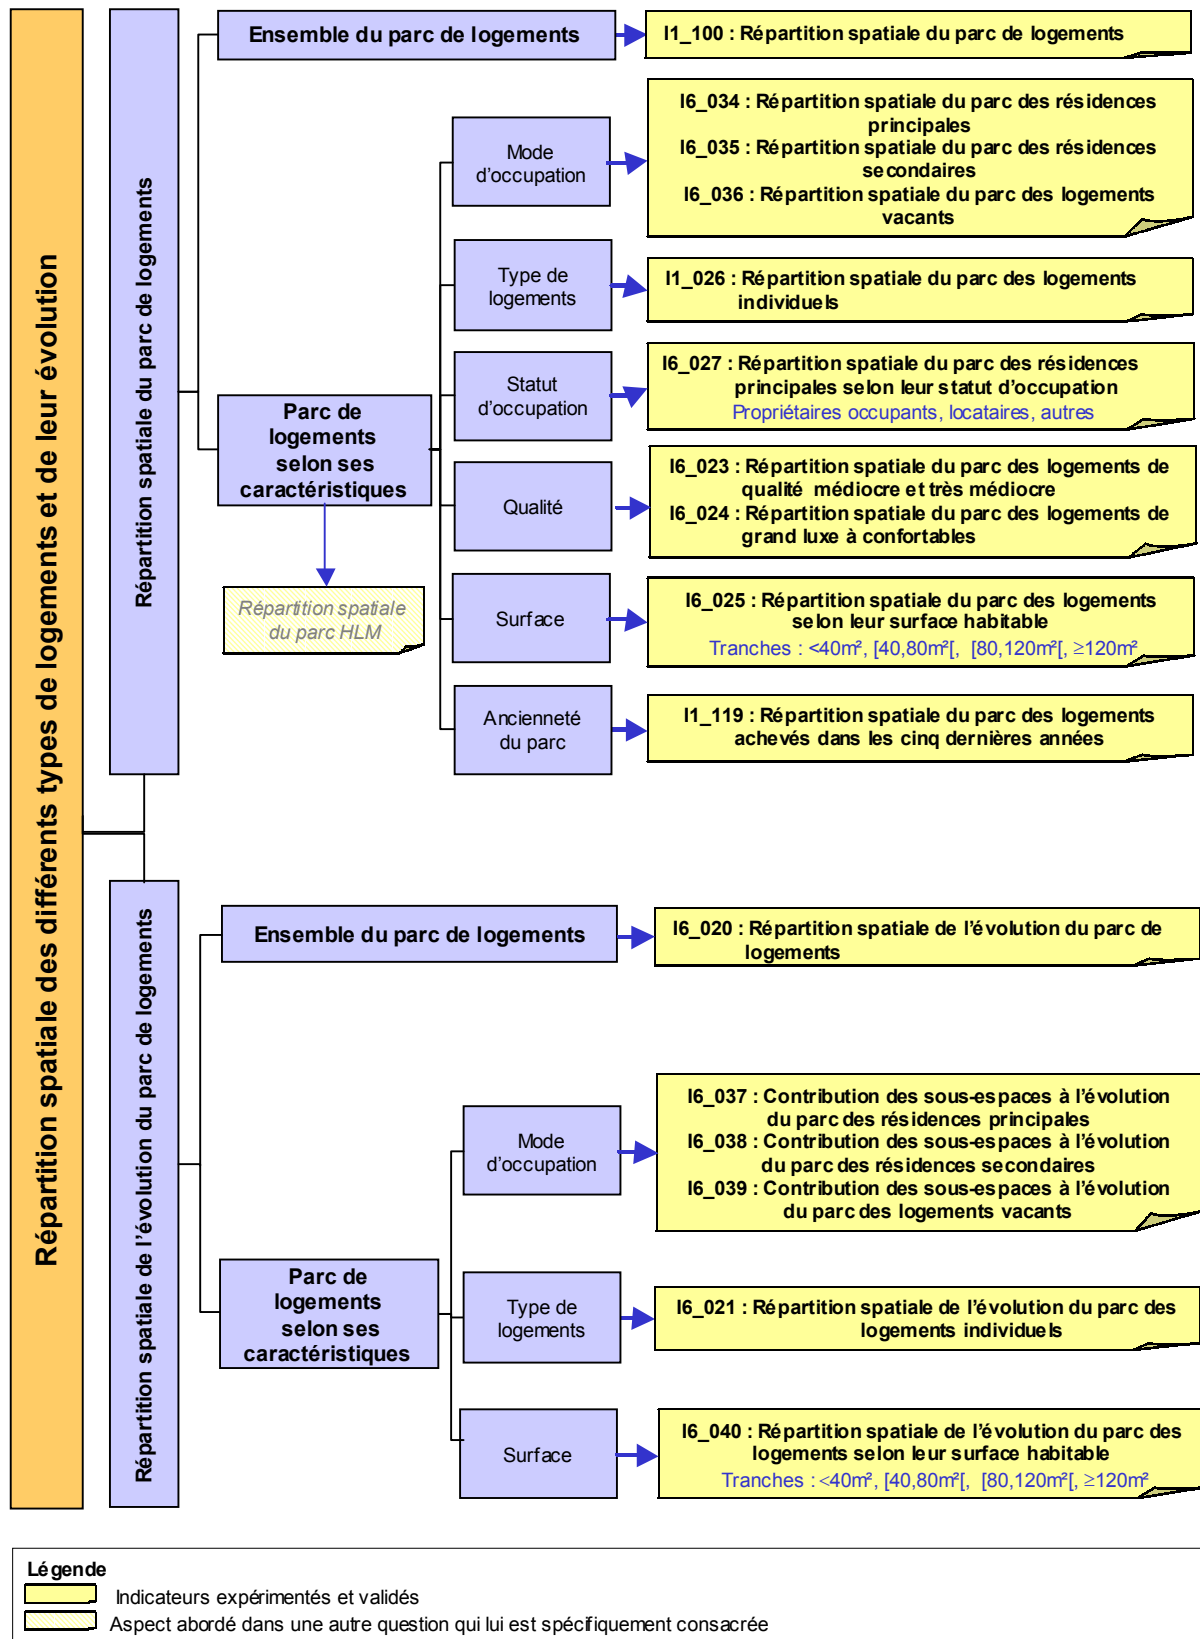 Répartition spatiale des différents types de logements et de leur évolution
Répartition spatiale du parc de logements
Ensemble du parc de logements
I1_100 : Répartition spatiale du parc de logements
Parc de
logements
selon ses
caractéristiques
Répartition spatiale
du parc HLM
Mode
d'occupation
I6_034 : Répartition spatiale du parc des résidences
principales
I6_035 : Répartition spatiale du parc des résidences
secondaires
I6_036 : Répartition spatiale du parc des logements
vacants
Type de
logements
I1_026 : Répartition spatiale du parc des logements
individuels
Statut
d'occupation
I6_027 : Répartition spatiale du parc des résidences
principales selon leur statut d'occupation
Propriétaires occupants, locataires, autres
Qualité
I6_023 : Répartition spatiale du parc des logements de
qualité médiocre et très médiocre
I6_024 : Répartition spatiale du parc des logements de
grand luxe à confortables
Surface
I6_025 : Répartition spatiale du parc des logements
selon leur surface habitable
Tranches : <40m², [40,80m²[, [80,120m²[, ≥120m²
Ancienneté
du parc
I1_119 : Répartition spatiale du parc des logements
achevés dans les cinq dernières années
Répartition spatiale de l'évolution du parc de logements
Ensemble du parc de logements
I6_020 : Répartition spatiale de l'évolution du parc de
logements
Parc de
logements
selon ses
caractéristiques
Mode
d'occupation
I6_037 : Contribution des sous-espaces à l'évolution
du parc des résidences principales
I6_038 : Contribution des sous-espaces à l'évolution
du parc des résidences secondaires
I6_039 : Contribution des sous-espaces à l'évolution
du parc des logements vacants
Type de
logements
I6_021 : Répartition spatiale de l'évolution du parc des
logements individuels
Surface
I6_040 : Répartition spatiale de l'évolution du parc des
logements selon leur surface habitable
Tranches : <40m², [40,80m²[, [80,120m²[, ≥120m²
Légende
Indicateurs expérimentés et validés
Aspect abordé dans une autre question qui lui est spécifiquement consacrée